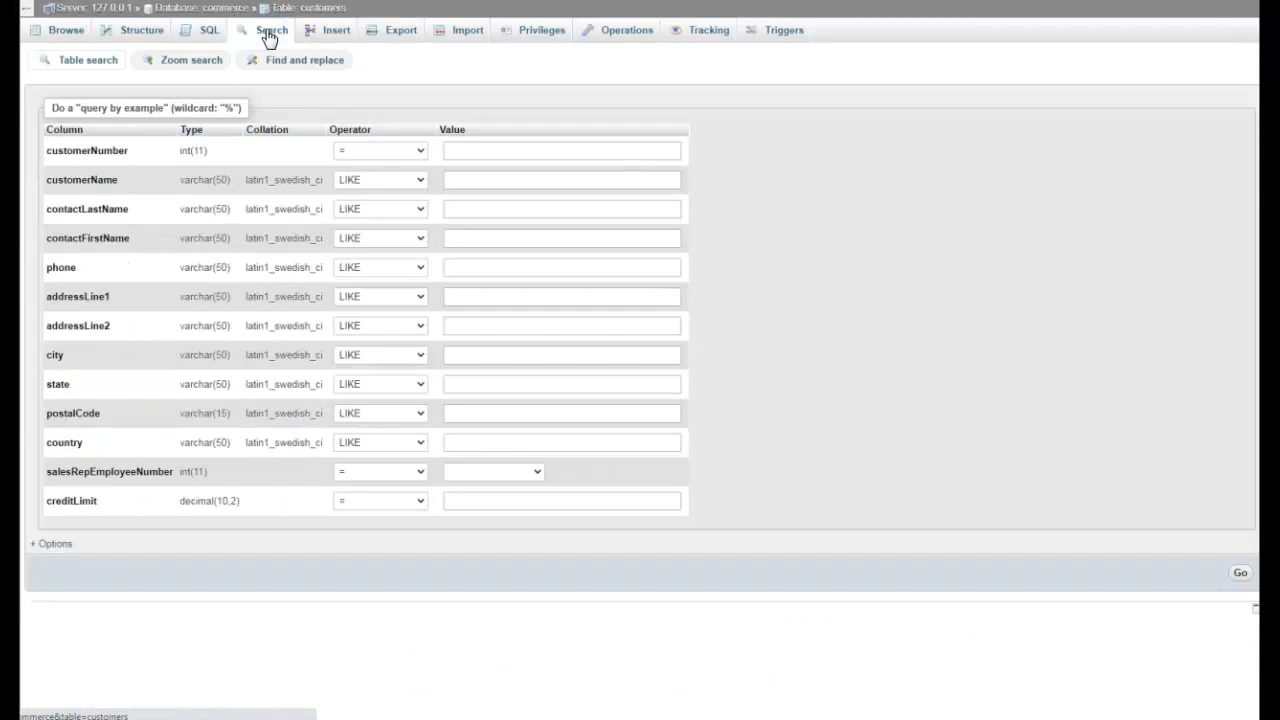 Server: 127.0.0.1 » Database: commerce » Table: customers
Browse Structure SQL Search Insert Export Import Privileges Operations Tracking Triggers
Table search Zoom search Find and replace
Do a "query by example" (wildcard: "%")
Column Type Collation Operator Value
customerNumber int(11) =
customerName varchar(50) latin1_swedish_ci LIKE
contactLastName varchar(50) latin1_swedish_ci LIKE
contactFirstName varchar(50) latin1_swedish_ci LIKE
phone varchar(50) latin1_swedish_ci LIKE
addressLine1 varchar(50) latin1_swedish_ci LIKE
addressLine2 varchar(50) latin1_swedish_ci LIKE
city varchar(50) latin1_swedish_ci LIKE
state varchar(50) latin1_swedish_ci LIKE
postalCode varchar(15) latin1_swedish_ci LIKE
country varchar(50) latin1_swedish_ci LIKE
salesRepEmployeeNumber int(11) =
creditLimit decimal(10,2) =
+ Options
Go
mmerce&table=customers